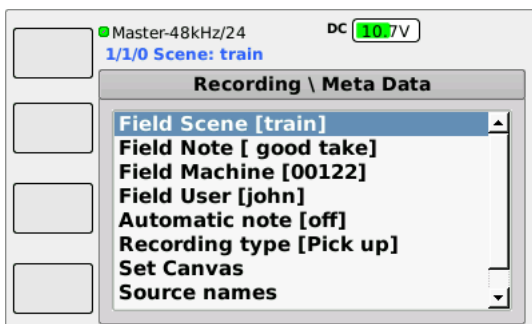 Master-48kHz/24
DC 10.7V
1/1/0 Scene: train
Recording \ Meta Data
Field Scene [train]
Field Note [ good take]
Field Machine [00122]
Field User [john]
Automatic note [off]
Recording type [Pick up]
Set Canvas
Source names